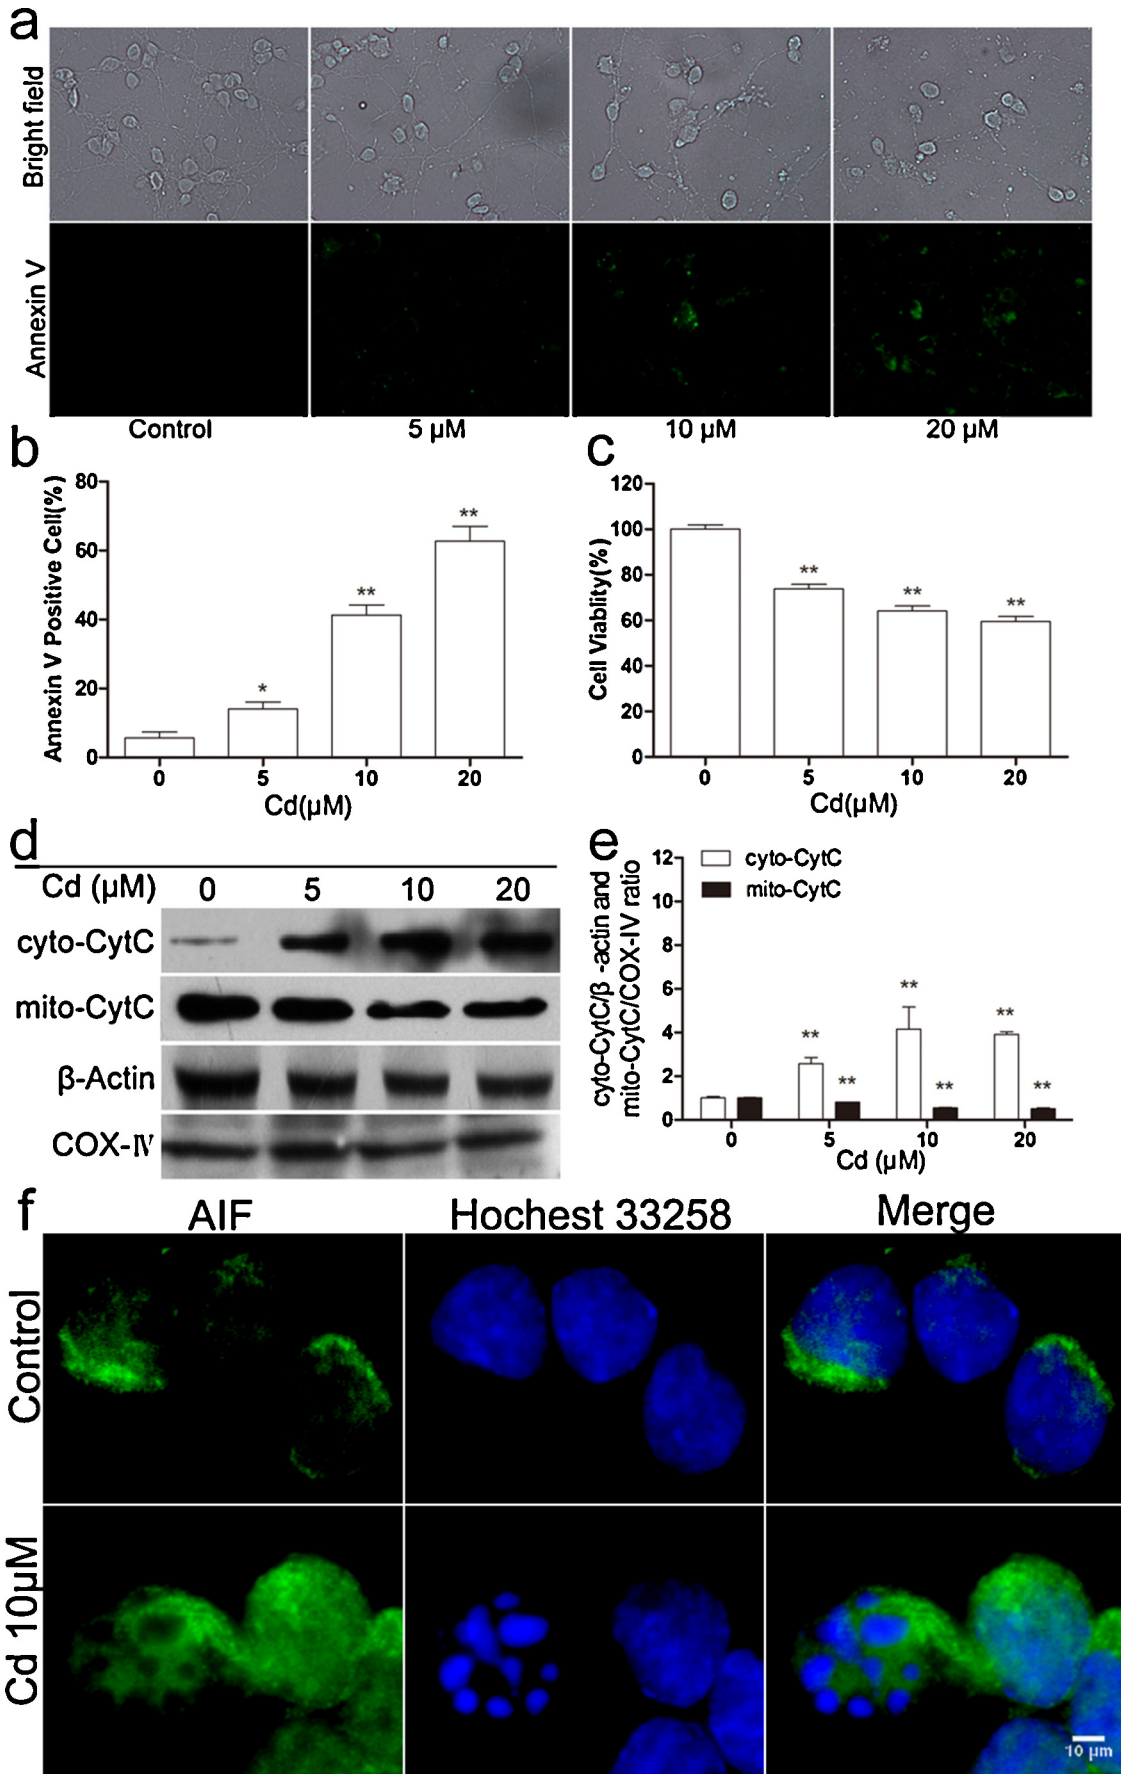 a
Bright field
Annexin V
Control 5 µM 10 µM 20 µM
b
Annexin V Positive Cell(%)
80
60
40
20
0
*
**
**
0 5 10 20
Cd(µM)
c
Cell Viablity(%)
120
100
80
60
40
20
0
**
**
**
0 5 10 20
Cd(µM)
d
Cd (µM) 0 5 10 20
cyto-CytC
mito-CytC
β-Actin
COX-IV
e
cyto-CytC/β -actin and
mito-CytC/COX-IV ratio
12
10
8
6
4
2
0
cyto-CytC
mito-CytC
**
**
**
**
**
**
0 5 10 20
Cd (µM)
f
AIF Hochest 33258 Merge
Control
Cd 10µM
10 µm